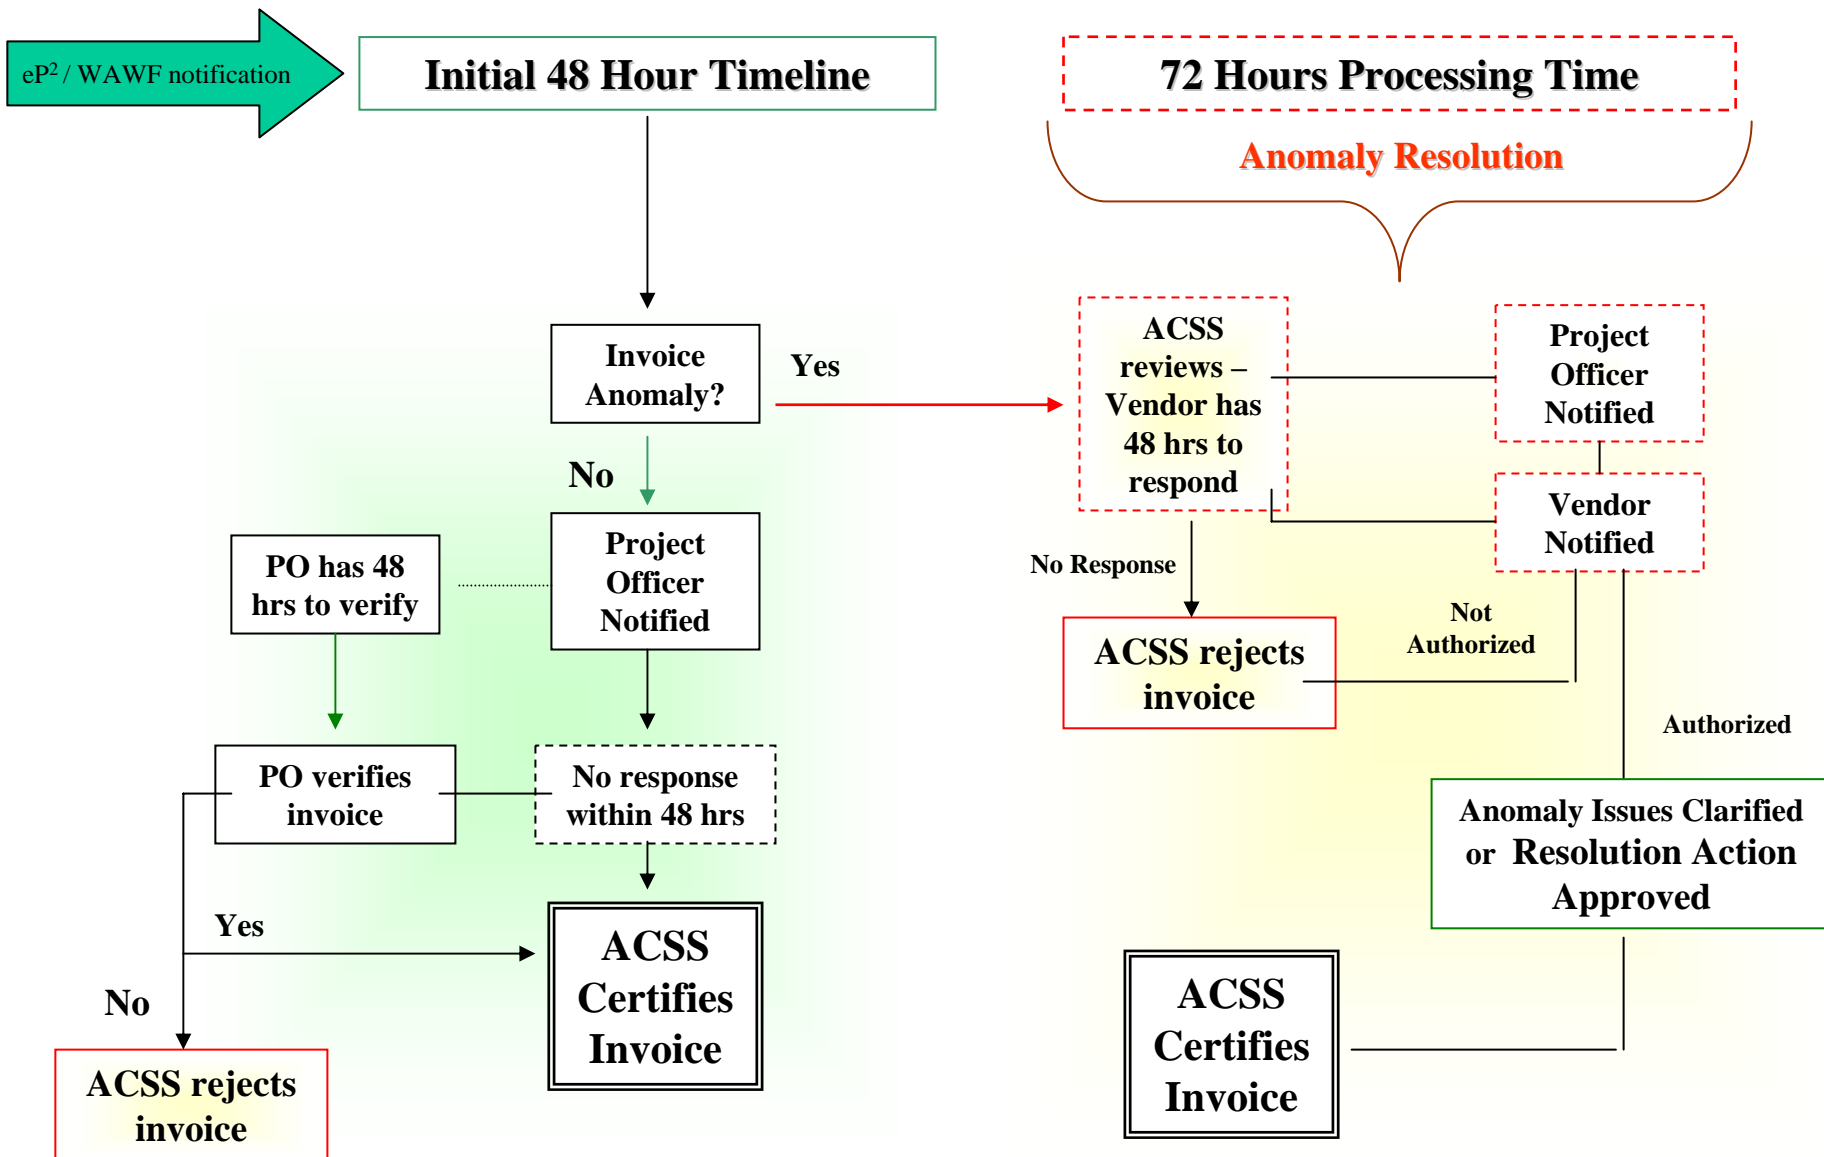 eP² / WAWF notification
Initial 48 Hour Timeline
72 Hours Processing Time
Anomaly Resolution
Invoice
Anomaly?
Yes
No
Project
Officer
Notified
PO has 48
hrs to verify
PO verifies
invoice
No response
within 48 hrs
Yes
No
ACSS
Certifies
Invoice
ACSS rejects
invoice
ACSS
reviews –
Vendor has
48 hrs to
respond
Project
Officer
Notified
Vendor
Notified
No Response
Not
Authorized
ACSS rejects
invoice
Authorized
Anomaly Issues Clarified
or Resolution Action
Approved
ACSS
Certifies
Invoice